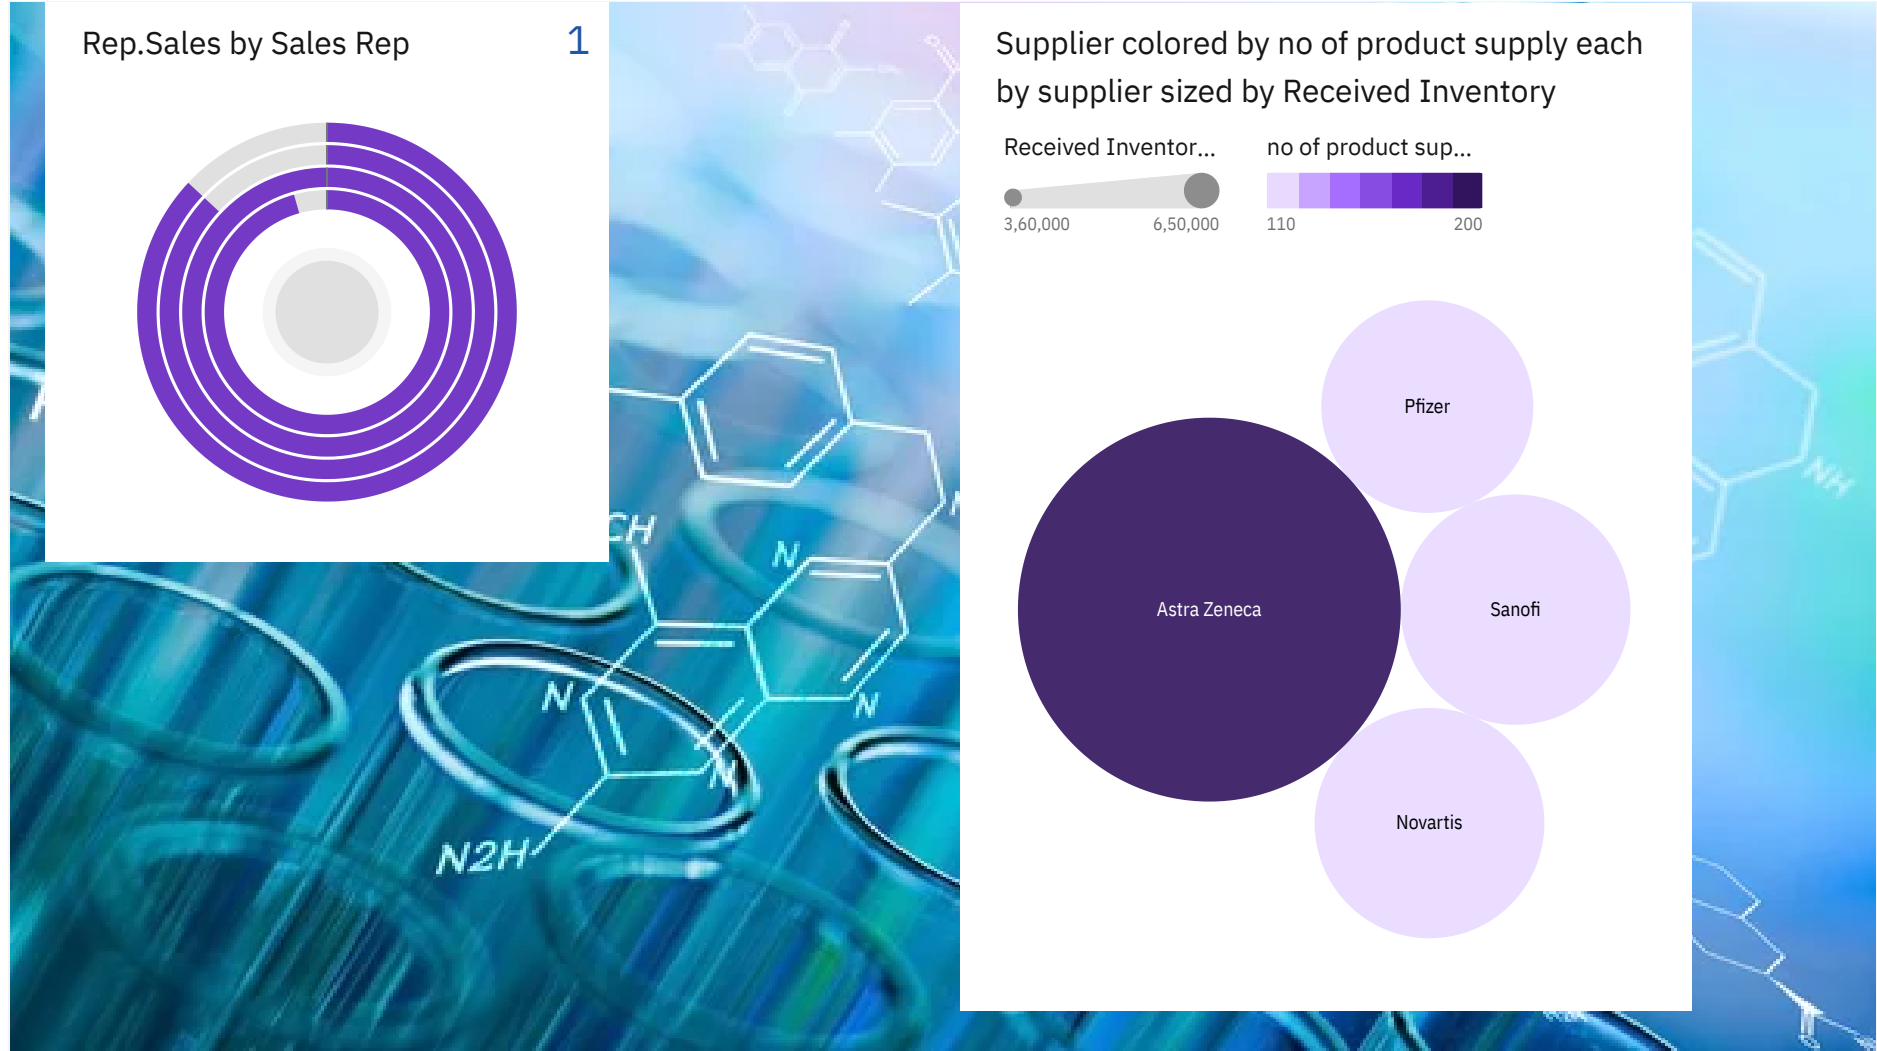 Rep.Sales by Sales Rep
1
Supplier colored by no of product supply each
by supplier sized by Received Inventory
Received Inventor...
no of product sup...
3,60,000
6,50,000
110
200
Pfizer
Astra Zeneca
Sanofi
Novartis
CH
N
N
N
N
N2H
NH